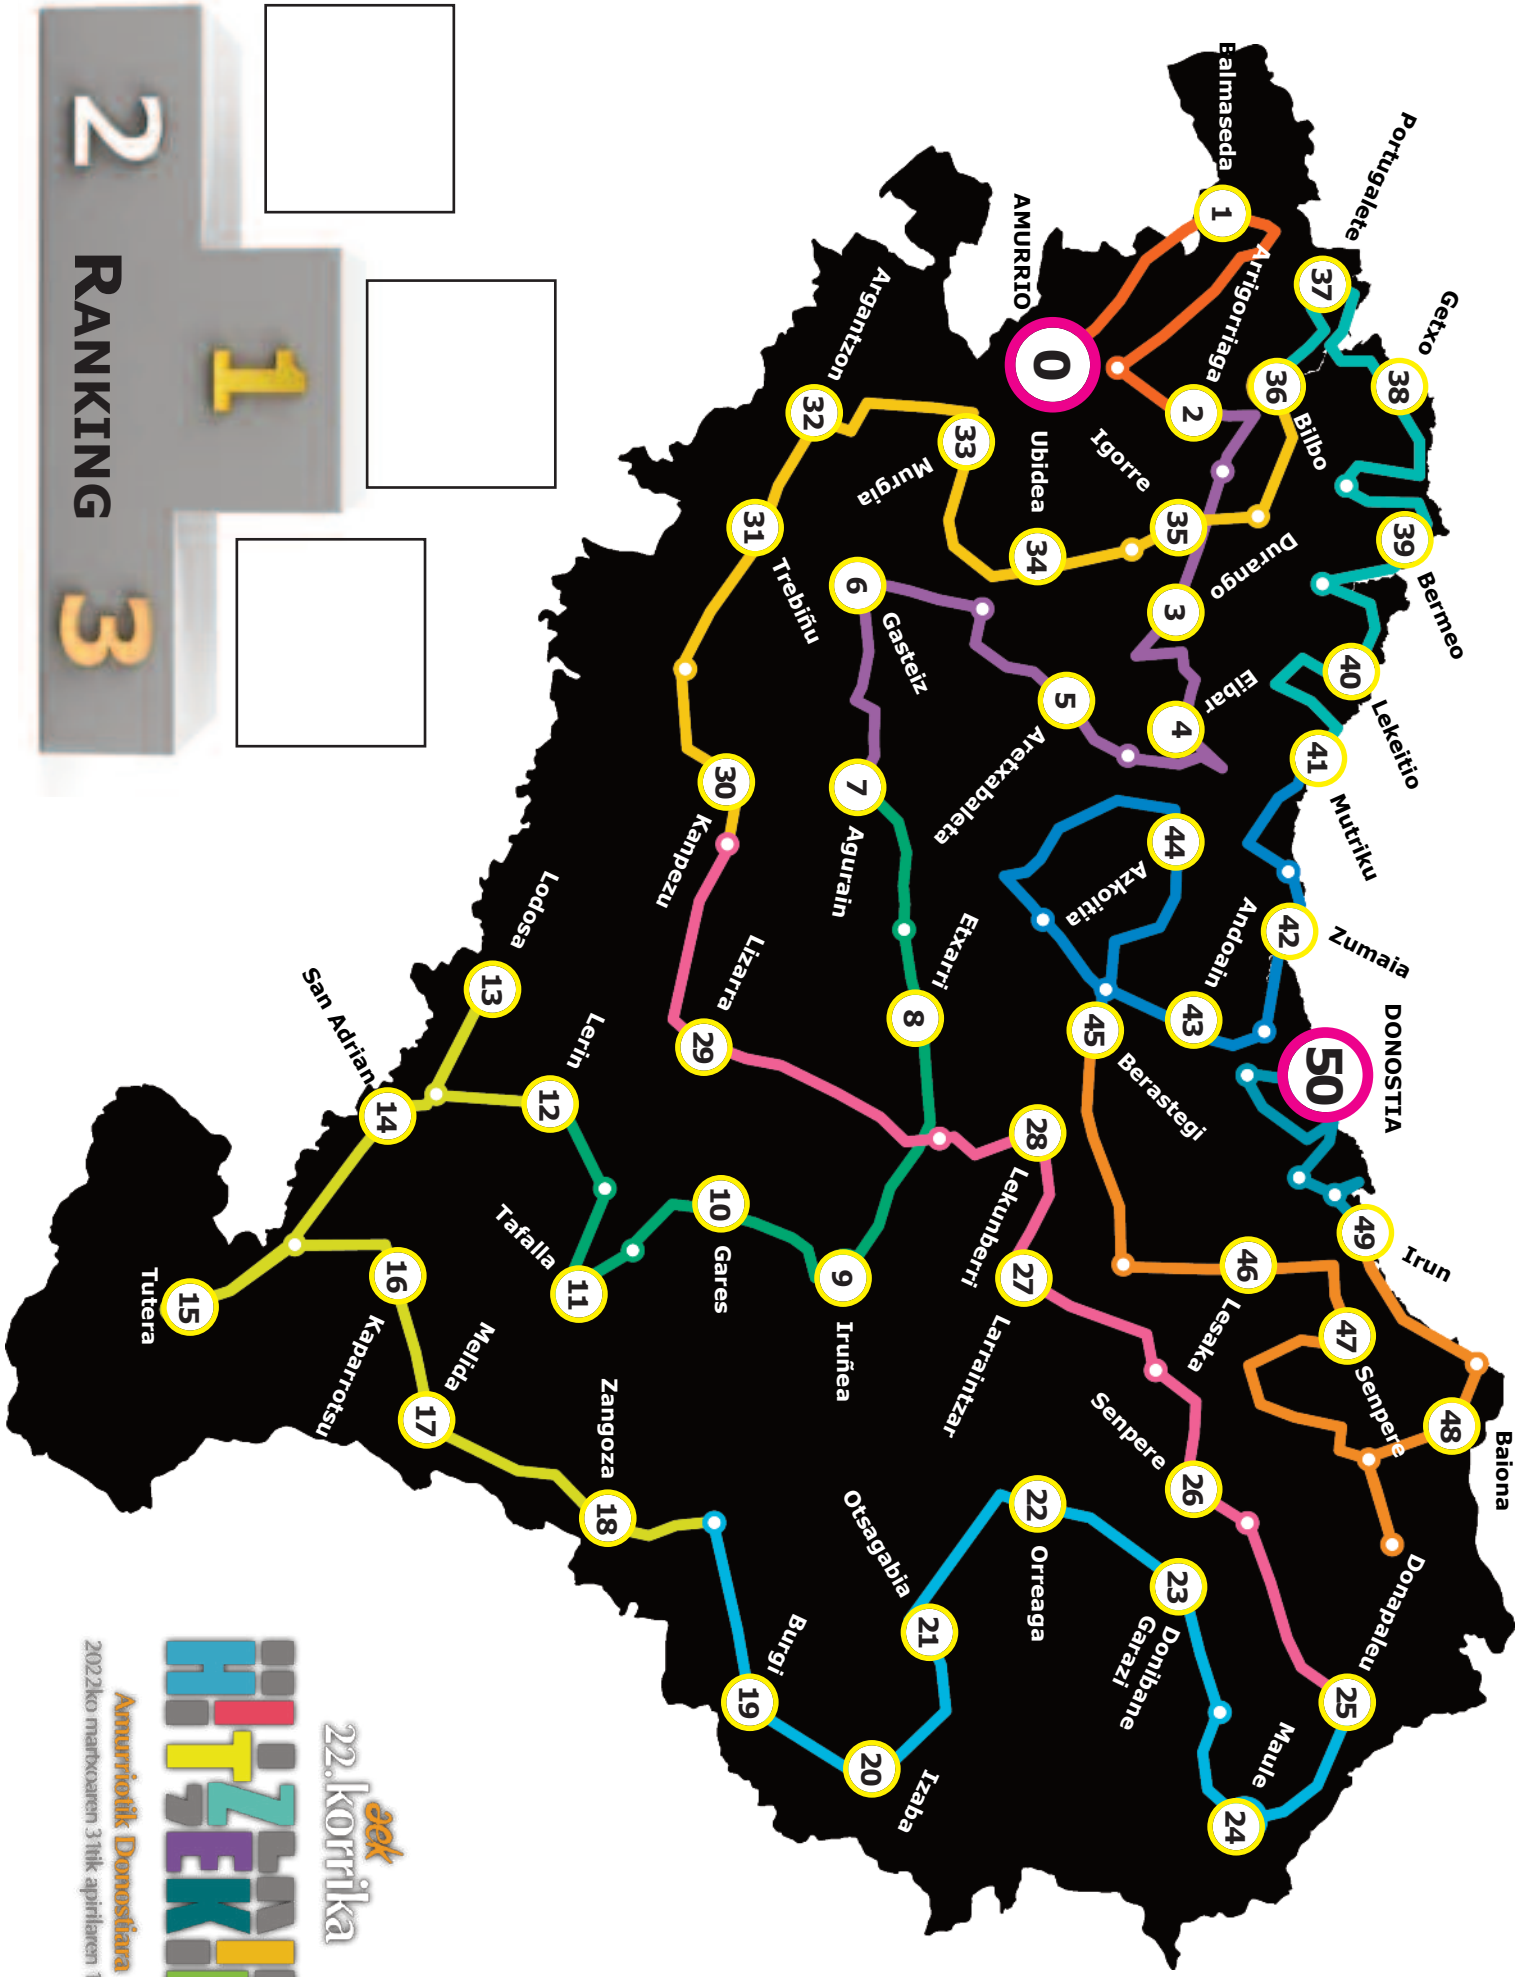 Balmaseda
1
Portugalete
37
Getxo
38
Arrigorriaga
2
36
Bilbo
AMURRIO
0
Argantzon
32
33
Murgia
Ubidea
34
Igorre
35
Durango
3
39
Bermeo
31
Trebiñu
6
Gasteiz
5
Aretxabaleta
Eibar
4
40
Lekeitio
41
Mutriku
30
Kanpezu
7
Agurain
44
Azkoitia
42
Zumaia
Andoain
43
DONOSTIA
50
45
Berastegi
Etxarri
8
Lizarra
29
Lodosa
13
San Adrian
14
Lerin
12
10
Gares
Tafalla
11
9
Iruñea
28
Lekunberri
27
Larraintzar
46
Lesaka
49
Irun
47
Senpere
48
Baiona
Tutera
15
16
Kaparrotsu
Melida
17
Zangoza
18
Senpere
26
22
Orreaga
Otsagabia
21
23
Donibane
Garazi
Donapaleu
25
Burgi
19
20
Izaba
Maule
24
1
2
3
RANKING
22.korrika
aek
HITZEKI
Amurriotik Donostiara
2022ko martxoaren 31tik apirilaren